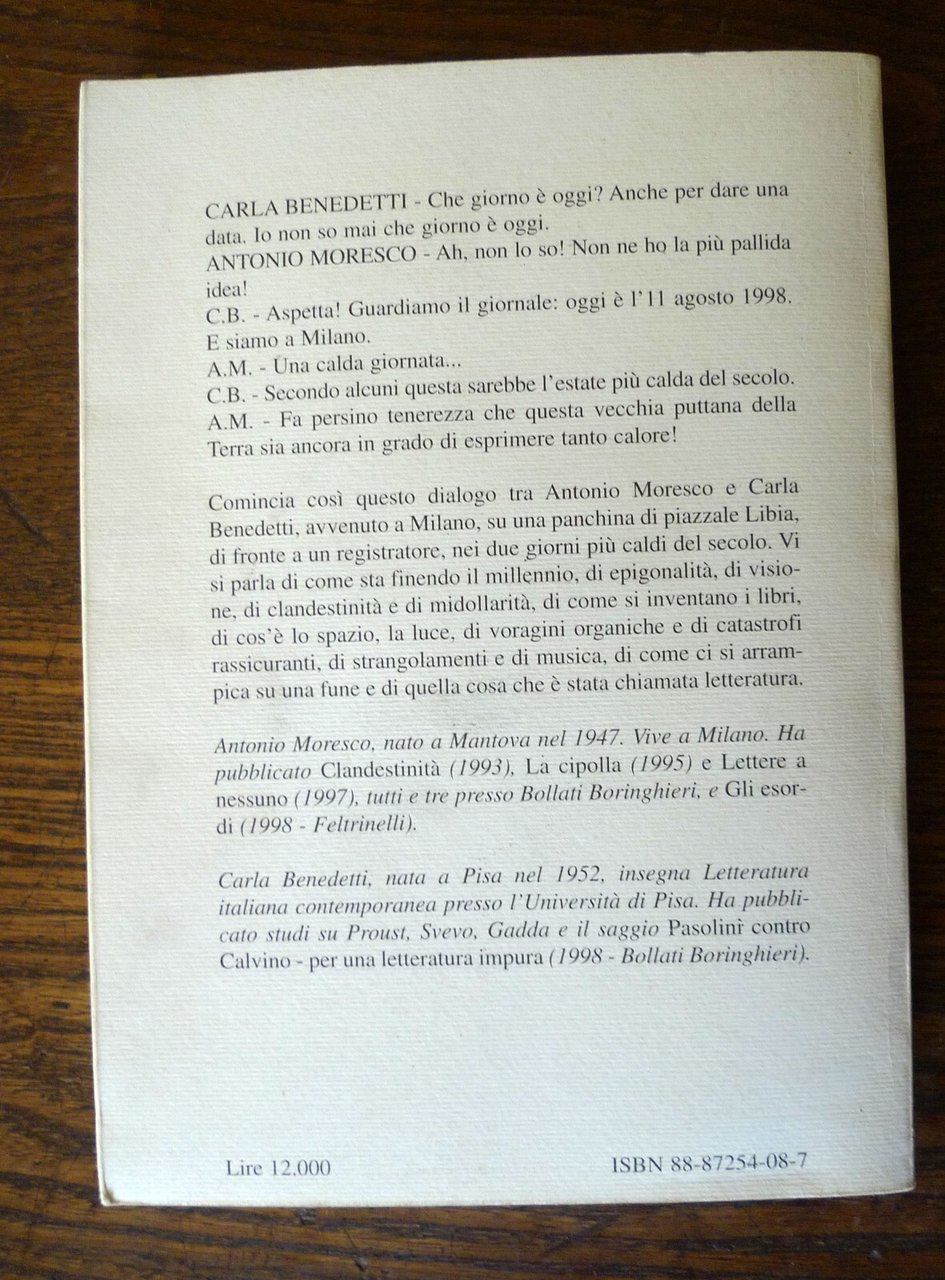 CARLA BENEDETTI - Che giorno è oggi? Anche per dare una
data. Io non so mai che giorno è oggi.
ANTONIO MORESCO - Ah, non lo so! Non ne ho la più pallida
idea!
C.B. - Aspetta! Guardiamo il giornale: oggi è l'11 agosto 1998.
E siamo a Milano.
A.M. - Una calda giornata...
C.B. - Secondo alcuni questa sarebbe l'estate più calda del secolo.
A.M. - Fa persino tenerezza che questa vecchia puttana della
Terra sia ancora in grado di esprimere tanto calore!
Comincia così questo dialogo tra Antonio Moresco e Carla
Benedetti, avvenuto a Milano, su una panchina di piazzale Libia,
di fronte a un registratore, nei due giorni più caldi del secolo. Vi
si parla di come sta finendo il millennio, di epigonalità, di visio-
ne, di clandestinità e di midollarità, di come si inventano i libri,
di cos'è lo spazio, la luce, di voragini organiche e di catastrofi
rassicuranti, di strangolamenti e di musica, di come ci si arram-
pica su una fune e di quella cosa che è stata chiamata letteratura.
Antonio Moresco, nato a Mantova nel 1947. Vive a Milano. Ha
pubblicato Clandestinità (1993), La cipolla (1995) e Lettere a
nessuno (1997), tutti e tre presso Bollati Boringhieri, e Gli esor-
di (1998 - Feltrinelli).
Carla Benedetti, nata a Pisa nel 1952, insegna Letteratura
italiana contemporanea presso l'Università di Pisa. Ha pubbli-
cato studi su Proust, Svevo, Gadda e il saggio Pasolini contro
Calvino - per una letteratura impura (1998 - Bollati Boringhieri).
Lire 12.000
ISBN 88-87254-08-7